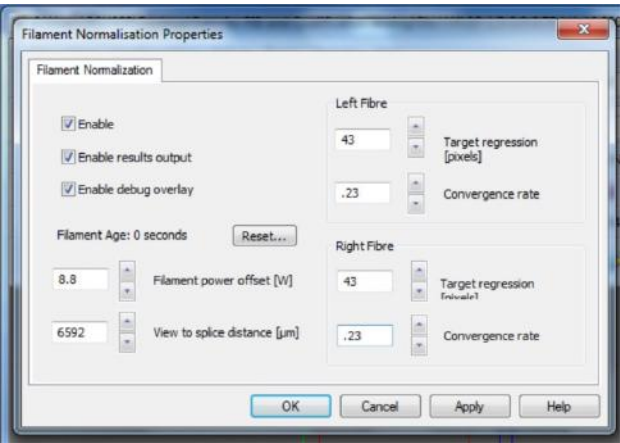 Filament Normalisation Properties
Filament Normalization
Enable
Enable results output
Enable debug overlay
Filament Age: 0 seconds
Reset...
8.8
Filament power offset [W]
6592
View to splice distance [µm]
Left Fibre
43
Target regression
[pixels]
.23
Convergence rate
Right Fibre
43
Target regression
[pixels]
.23
Convergence rate
OK
Cancel
Apply
Help